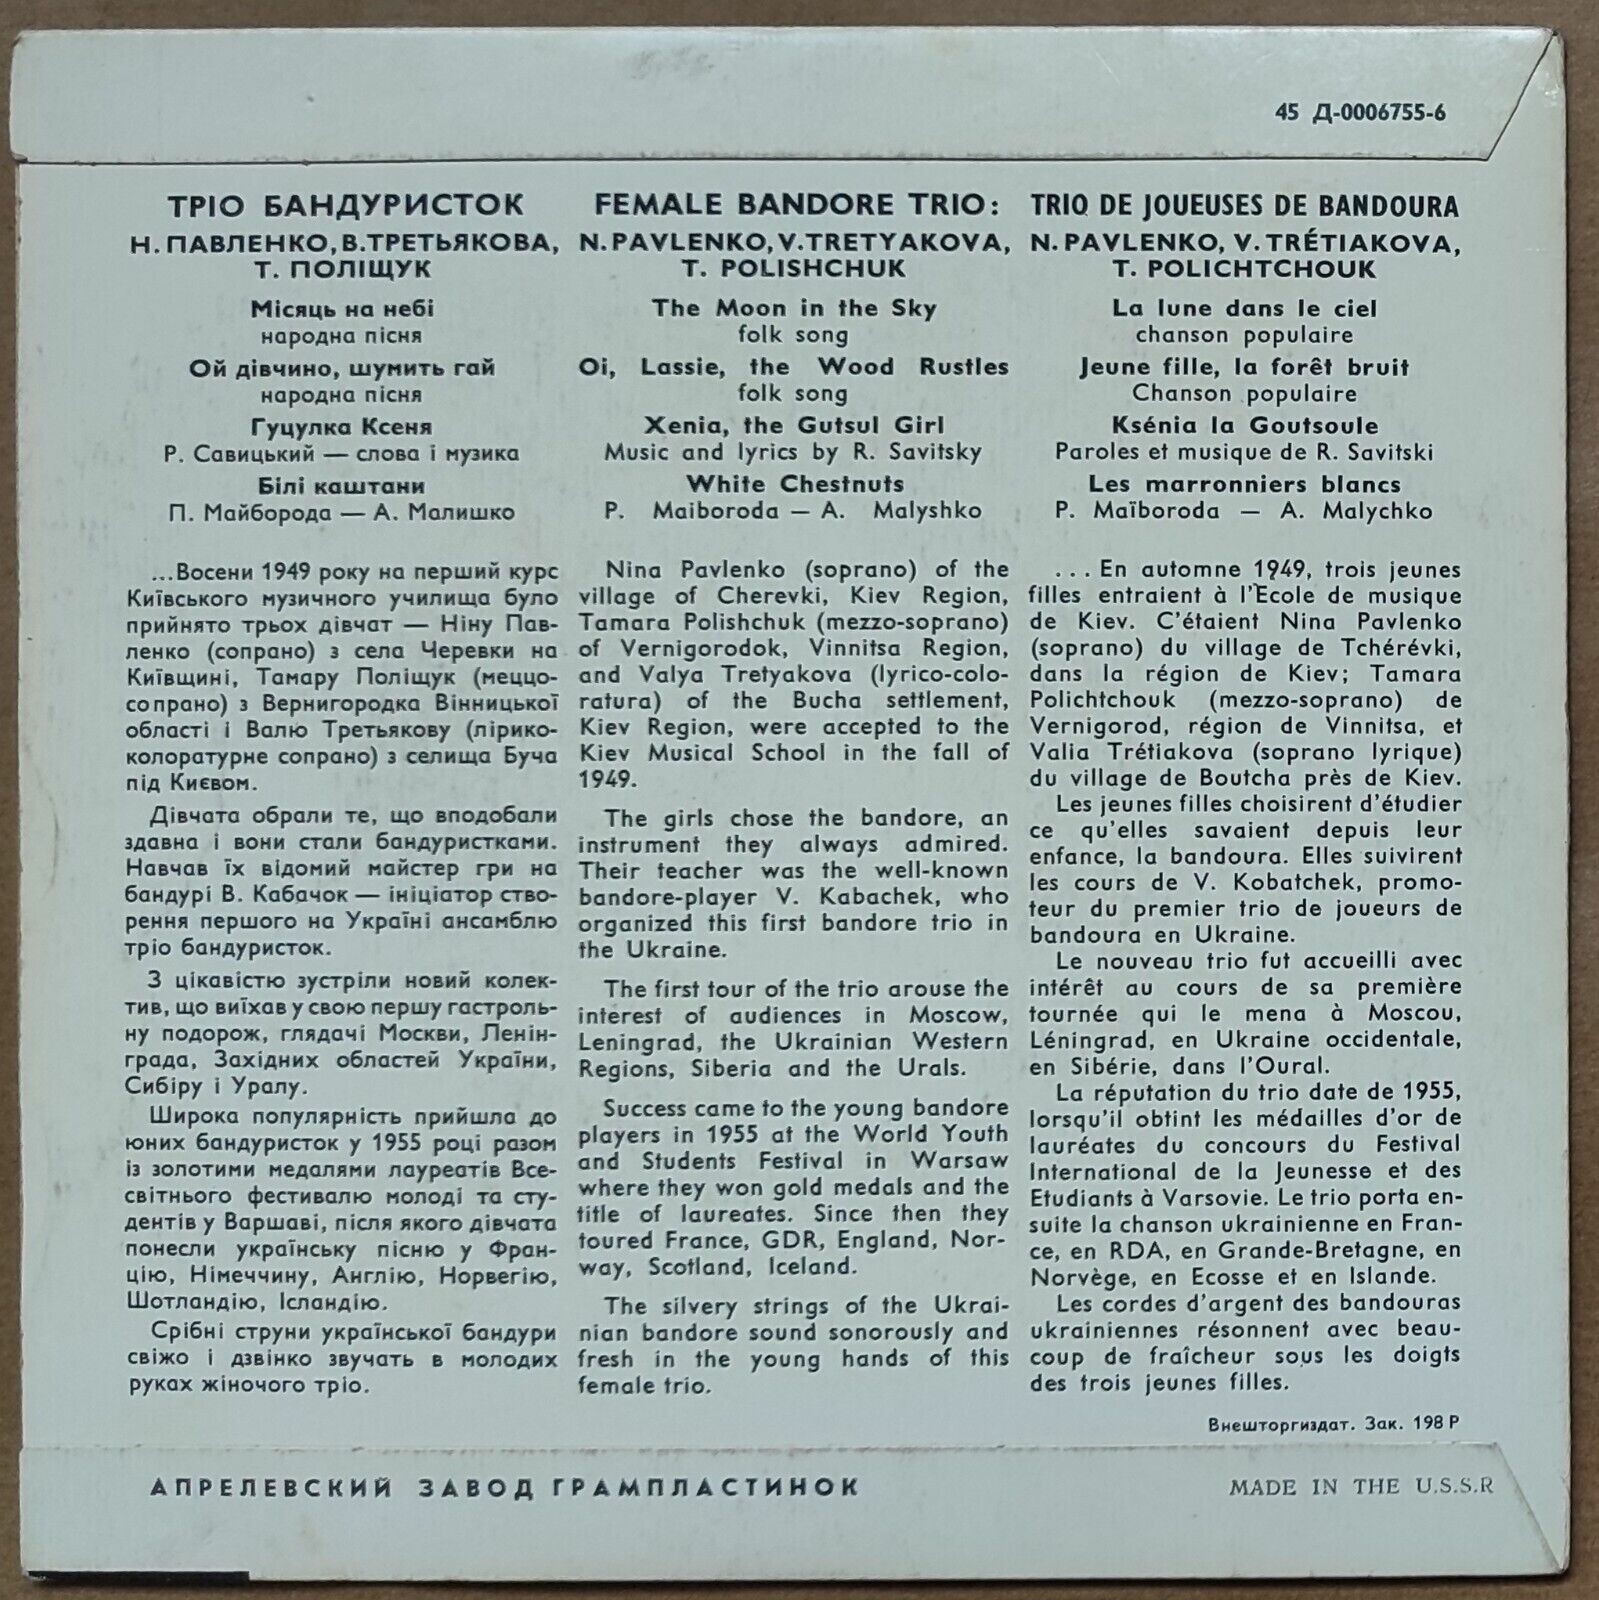 45 Д-0006755-6
ТРІО БАНДУРИСТОК
Н. ПАВЛЕНКО, В. ТРЕТЬЯКОВА,
Т. ПОЛІЩУК
Місяць на небі
народна пісня
Ой дівчино, шумить гай
народна пісня
Гуцулка Ксеня
Р. Савицький — слова і музика
Білі каштани
П. Майборода — А. Малишко
...Восени 1949 року на перший курс
Київського музичного училища було
прийнято трьох дівчат — Ніну Пав-
ленко (сопрано) з села Черевки на
Київщині, Тамару Поліщук (меццо-
сопрано) з Вернигородка Вінницької
області і Валю Третьякову (лірико-
колоратурне сопрано) з селища Буча
під Києвом.
Дівчата обрали те, що вподобали
здавна і вони стали бандуристками.
Навчав їх відомий майстер гри на
бандурі В. Кабачок — ініціатор ство-
рення першого на Україні ансамблю
тріо бандуристок.
З цікавістю зустріли новий колек-
тив, що виїхав у свою першу гастроль-
ну подорож, глядачі Москви, Ленін-
града, Західних областей України,
Сибіру і Уралу.
Широка популярність прийшла до
юних бандуристок у 1955 році разом
із золотими медалями лауреатів Все-
світнього фестивалю молоді та сту-
дентів у Варшаві, після якого дівчата
понесли українську пісню у Фран-
цію, Німеччину, Англію, Норвегію,
Шотландію, Ісландію.
Срібні струни української бандури
свіжо і дзвінко звучать в молодих
руках жіночого тріо.
FEMALE BANDORE TRIO:
N. PAVLENKO, V. TRETYAKOVA,
T. POLISHCHUK
The Moon in the Sky
folk song
Oi, Lassie, the Wood Rustles
folk song
Xenia, the Gutsul Girl
Music and lyrics by R. Savitsky
White Chestnuts
P. Maiboroda — A. Malyshko
Nina Pavlenko (soprano) of the
village of Cherevki, Kiev Region,
Tamara Polishchuk (mezzo-soprano)
of Vernigorodok, Vinnitsa Region,
and Valya Tretyakova (lyrico-colo-
ratura) of the Bucha settlement,
Kiev Region, were accepted to the
Kiev Musical School in the fall of
1949.
The girls chose the bandore, an
instrument they always admired.
Their teacher was the well-known
bandore-player V. Kabachek, who
organized this first bandore trio in
the Ukraine.
The first tour of the trio arouse the
interest of audiences in Moscow,
Leningrad, the Ukrainian Western
Regions, Siberia and the Urals.
Success came to the young bandore
players in 1955 at the World Youth
and Students Festival in Warsaw
where they won gold medals and the
title of laureates. Since then they
toured France, GDR, England, Nor-
way, Scotland, Iceland.
The silvery strings of the Ukrai-
nian bandore sound sonorously and
fresh in the young hands of this
female trio.
TRIO DE JOUEUSES DE BANDOURA
N. PAVLENKO, V. TRÉTIAKOVA,
T. POLICHTCHOUK
La lune dans le ciel
chanson populaire
Jeune fille, la forêt bruit
Chanson populaire
Ksénia la Goutsoule
Paroles et musique de R. Savitski
Les marronniers blancs
P. Maïboroda — A. Malychko
... En automne 1949, trois jeunes
filles entraient à l'Ecole de musique
de Kiev. C'étaient Nina Pavlenko
(soprano) du village de Tchérévki,
dans la région de Kiev; Tamara
Polichtchouk (mezzo-soprano) de
Vernigorod, région de Vinnitsa, et
Valia Trétiakova (soprano lyrique)
du village de Boutcha près de Kiev.
Les jeunes filles choisirent d'étudier
ce qu'elles savaient depuis leur
enfance, la bandoura. Elles suivirent
les cours de V. Kobatchek, promo-
teur du premier trio de joueurs de
bandoura en Ukraine.
Le nouveau trio fut accueilli avec
intérêt au cours de sa première
tournée qui le mena à Moscou,
Léningrad, en Ukraine occidentale,
en Sibérie, dans l'Oural.
La réputation du trio date de 1955,
lorsqu'il obtint les médailles d'or de
lauréates du concours du Festival
International de la Jeunesse et des
Etudiants à Varsovie. Le trio porta en-
suite la chanson ukrainienne en Fran-
ce, en RDA, en Grande-Bretagne, en
Norvège, en Ecosse et en Islande.
Les cordes d'argent des bandouras
ukrainiennes résonnent avec beau-
coup de fraîcheur sous les doigts
des trois jeunes filles.
Внешторгиздат. Зак. 198 Р
АПРЕЛЕВСКИЙ ЗАВОД ГРАМПЛАСТИНОК
MADE IN THE U.S.S.R